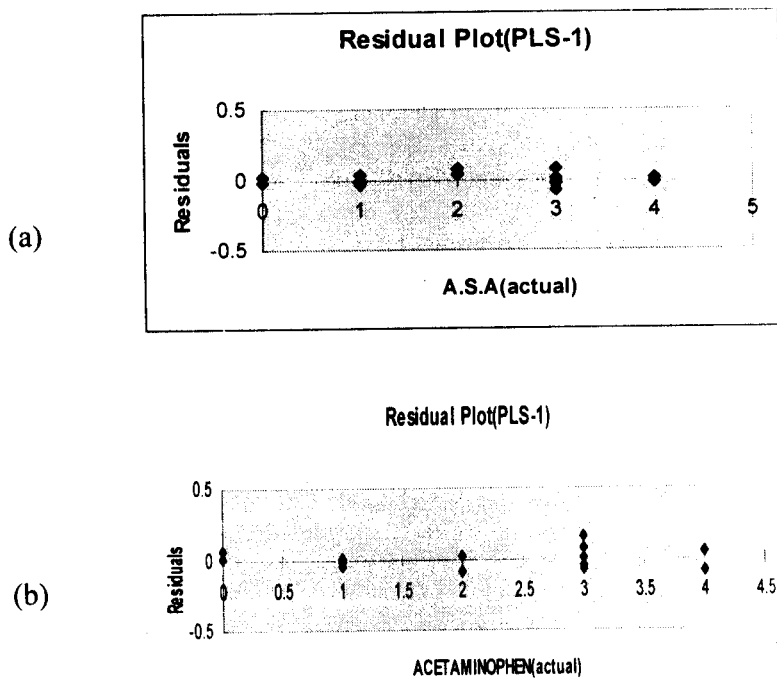 Residual Plot(PLS-1)
0.5
0
-0.5
Residuals
0 1 2 3 4 5
A.S.A(actual)
(a)
Residual Plot(PLS-1)
0.5
0
-0.5
Residuals
0 0.5 1 1.5 2 2.5 3 3.5 4 4.5
ACETAMINOPHEN(actual)
(b)